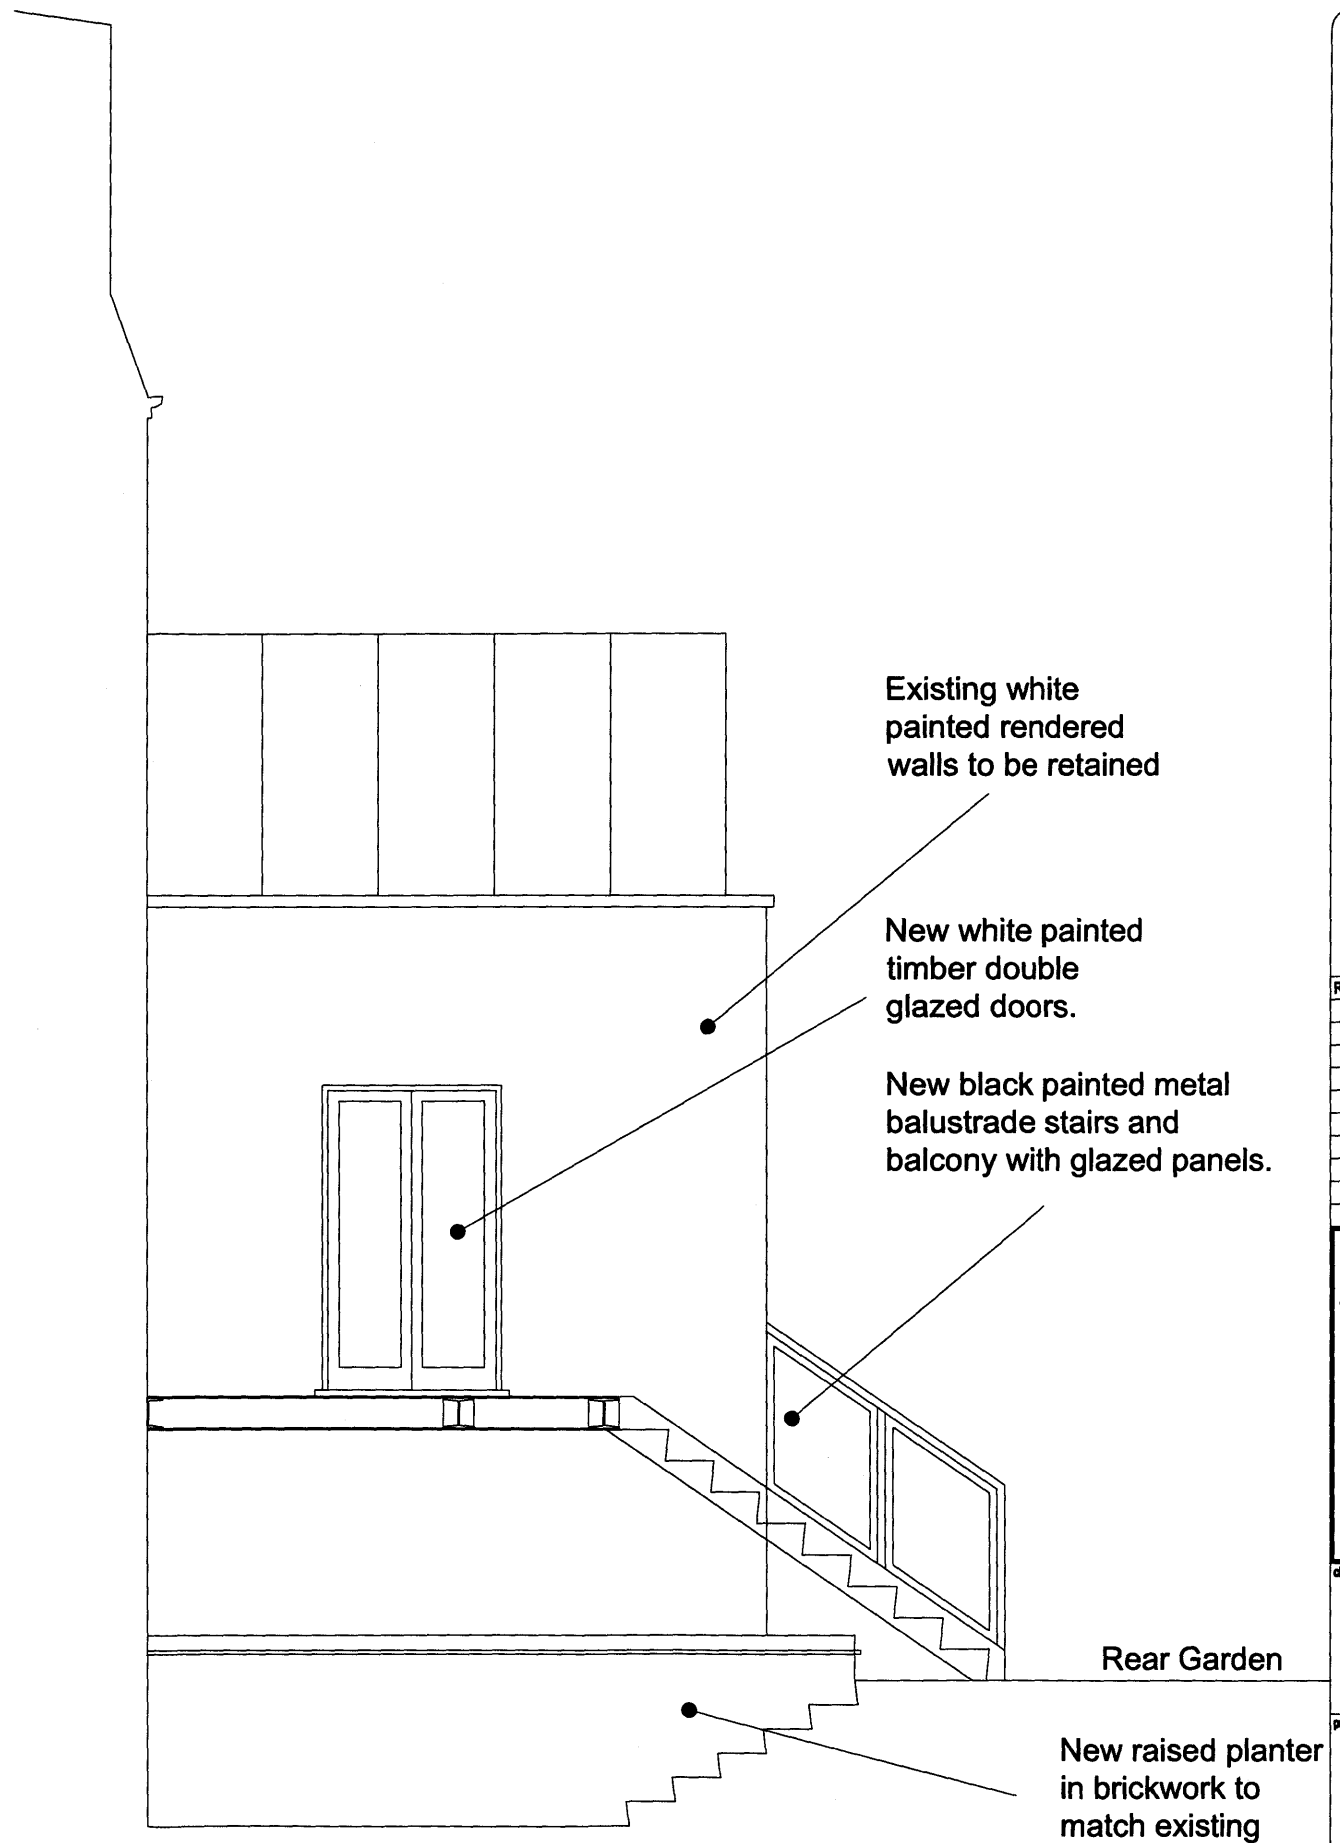 Existing white
painted rendered
walls to be retained
New white painted
timber double
glazed doors.
New black painted metal
balustrade stairs and
balcony with glazed panels.
Rear Garden
New raised planter
in brickwork to
match existing